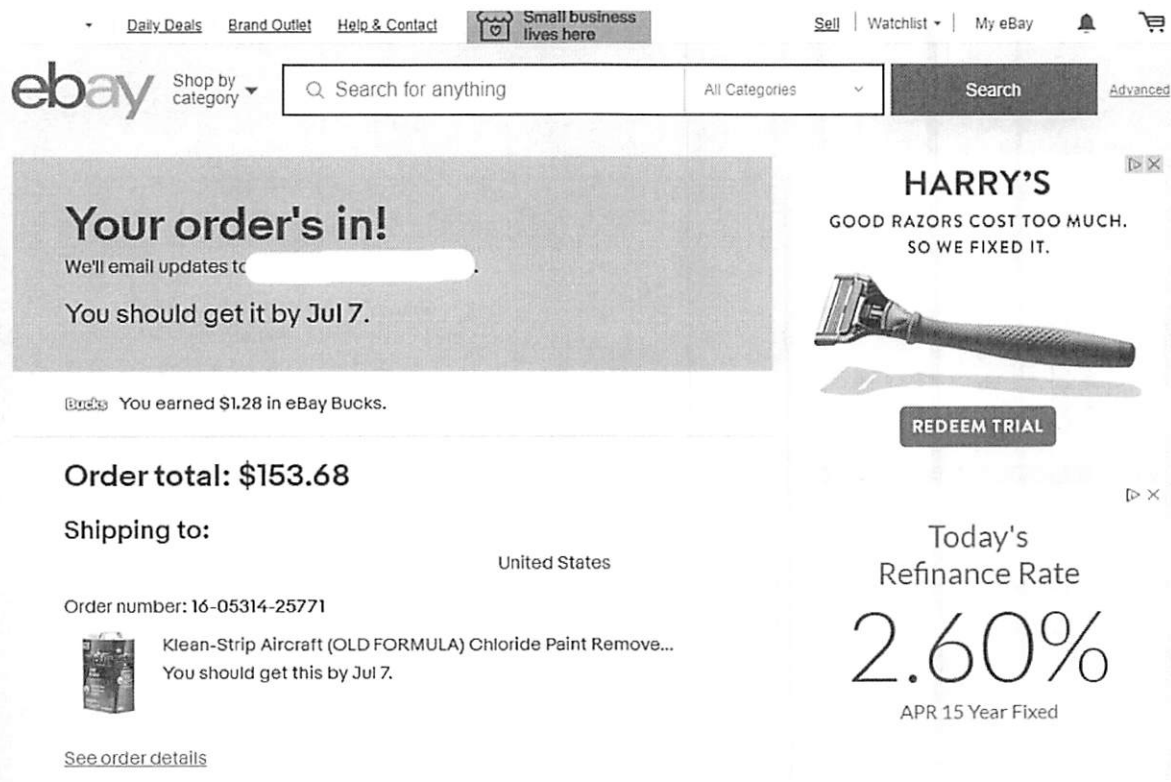 Daily Deals Brand Outlet Help & Contact
Small business
lives here
Sell Watchlist My eBay
ebay
Shop by
category
Search for anything
All Categories
Search
Advanced
Your order's in!
We'll email updates to .
You should get it by Jul 7.
Bucks You earned $1.28 in eBay Bucks.
Order total: $153.68
Shipping to:
United States
Order number: 16-05314-25771
Klean-Strip Aircraft (OLD FORMULA) Chloride Paint Remove...
You should get this by Jul 7.
See order details
HARRY'S
GOOD RAZORS COST TOO MUCH.
SO WE FIXED IT.
REDEEM TRIAL
Today's
Refinance Rate
2.60%
APR 15 Year Fixed